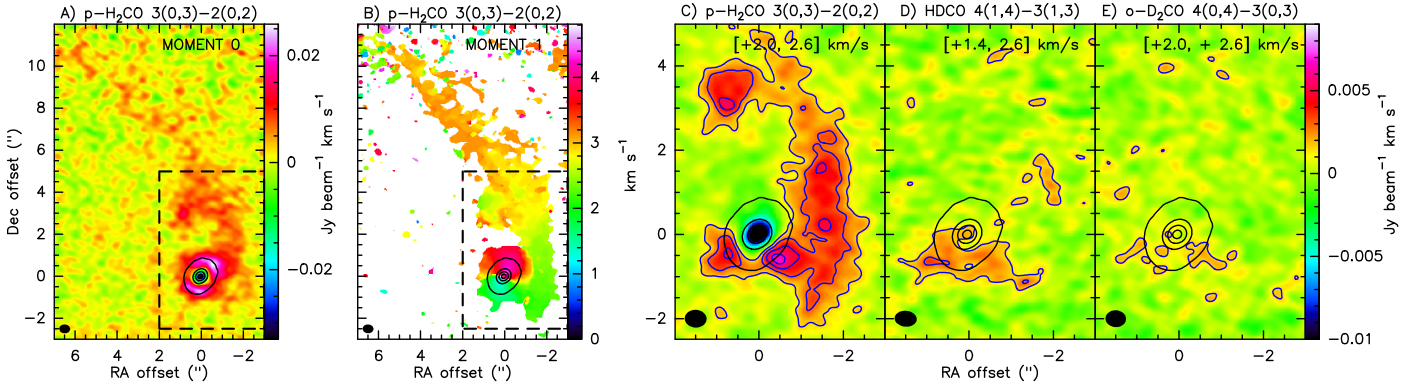 A) p−H₂CO 3(0,3)−2(0,2)
MOMENT 0
10
8
6
4
2
0
−2
Dec offset (")
6 4 2 0 −2
RA offset (")
0.02
0
−0.02
Jy beam⁻¹ km s⁻¹
B) p−H₂CO 3(0,3)−2(0,2)
MOMENT 1
6 4 2 0 −2
RA offset (")
4
3
2
1
0
km s⁻¹
C) p−H₂CO 3(0,3)−2(0,2)
[+2.0, 2.6] km/s
4
2
0
−2
0 −2
RA offset (")
D) HDCO 4(1,4)−3(1,3)
[+1.4, 2.6] km/s
0 −2
RA offset (")
E) o−D₂CO 4(0,4)−3(0,3)
[+2.0, + 2.6] km/s
0 −2
RA offset (")
0.005
0
−0.005
−0.01
Jy beam⁻¹ km s⁻¹